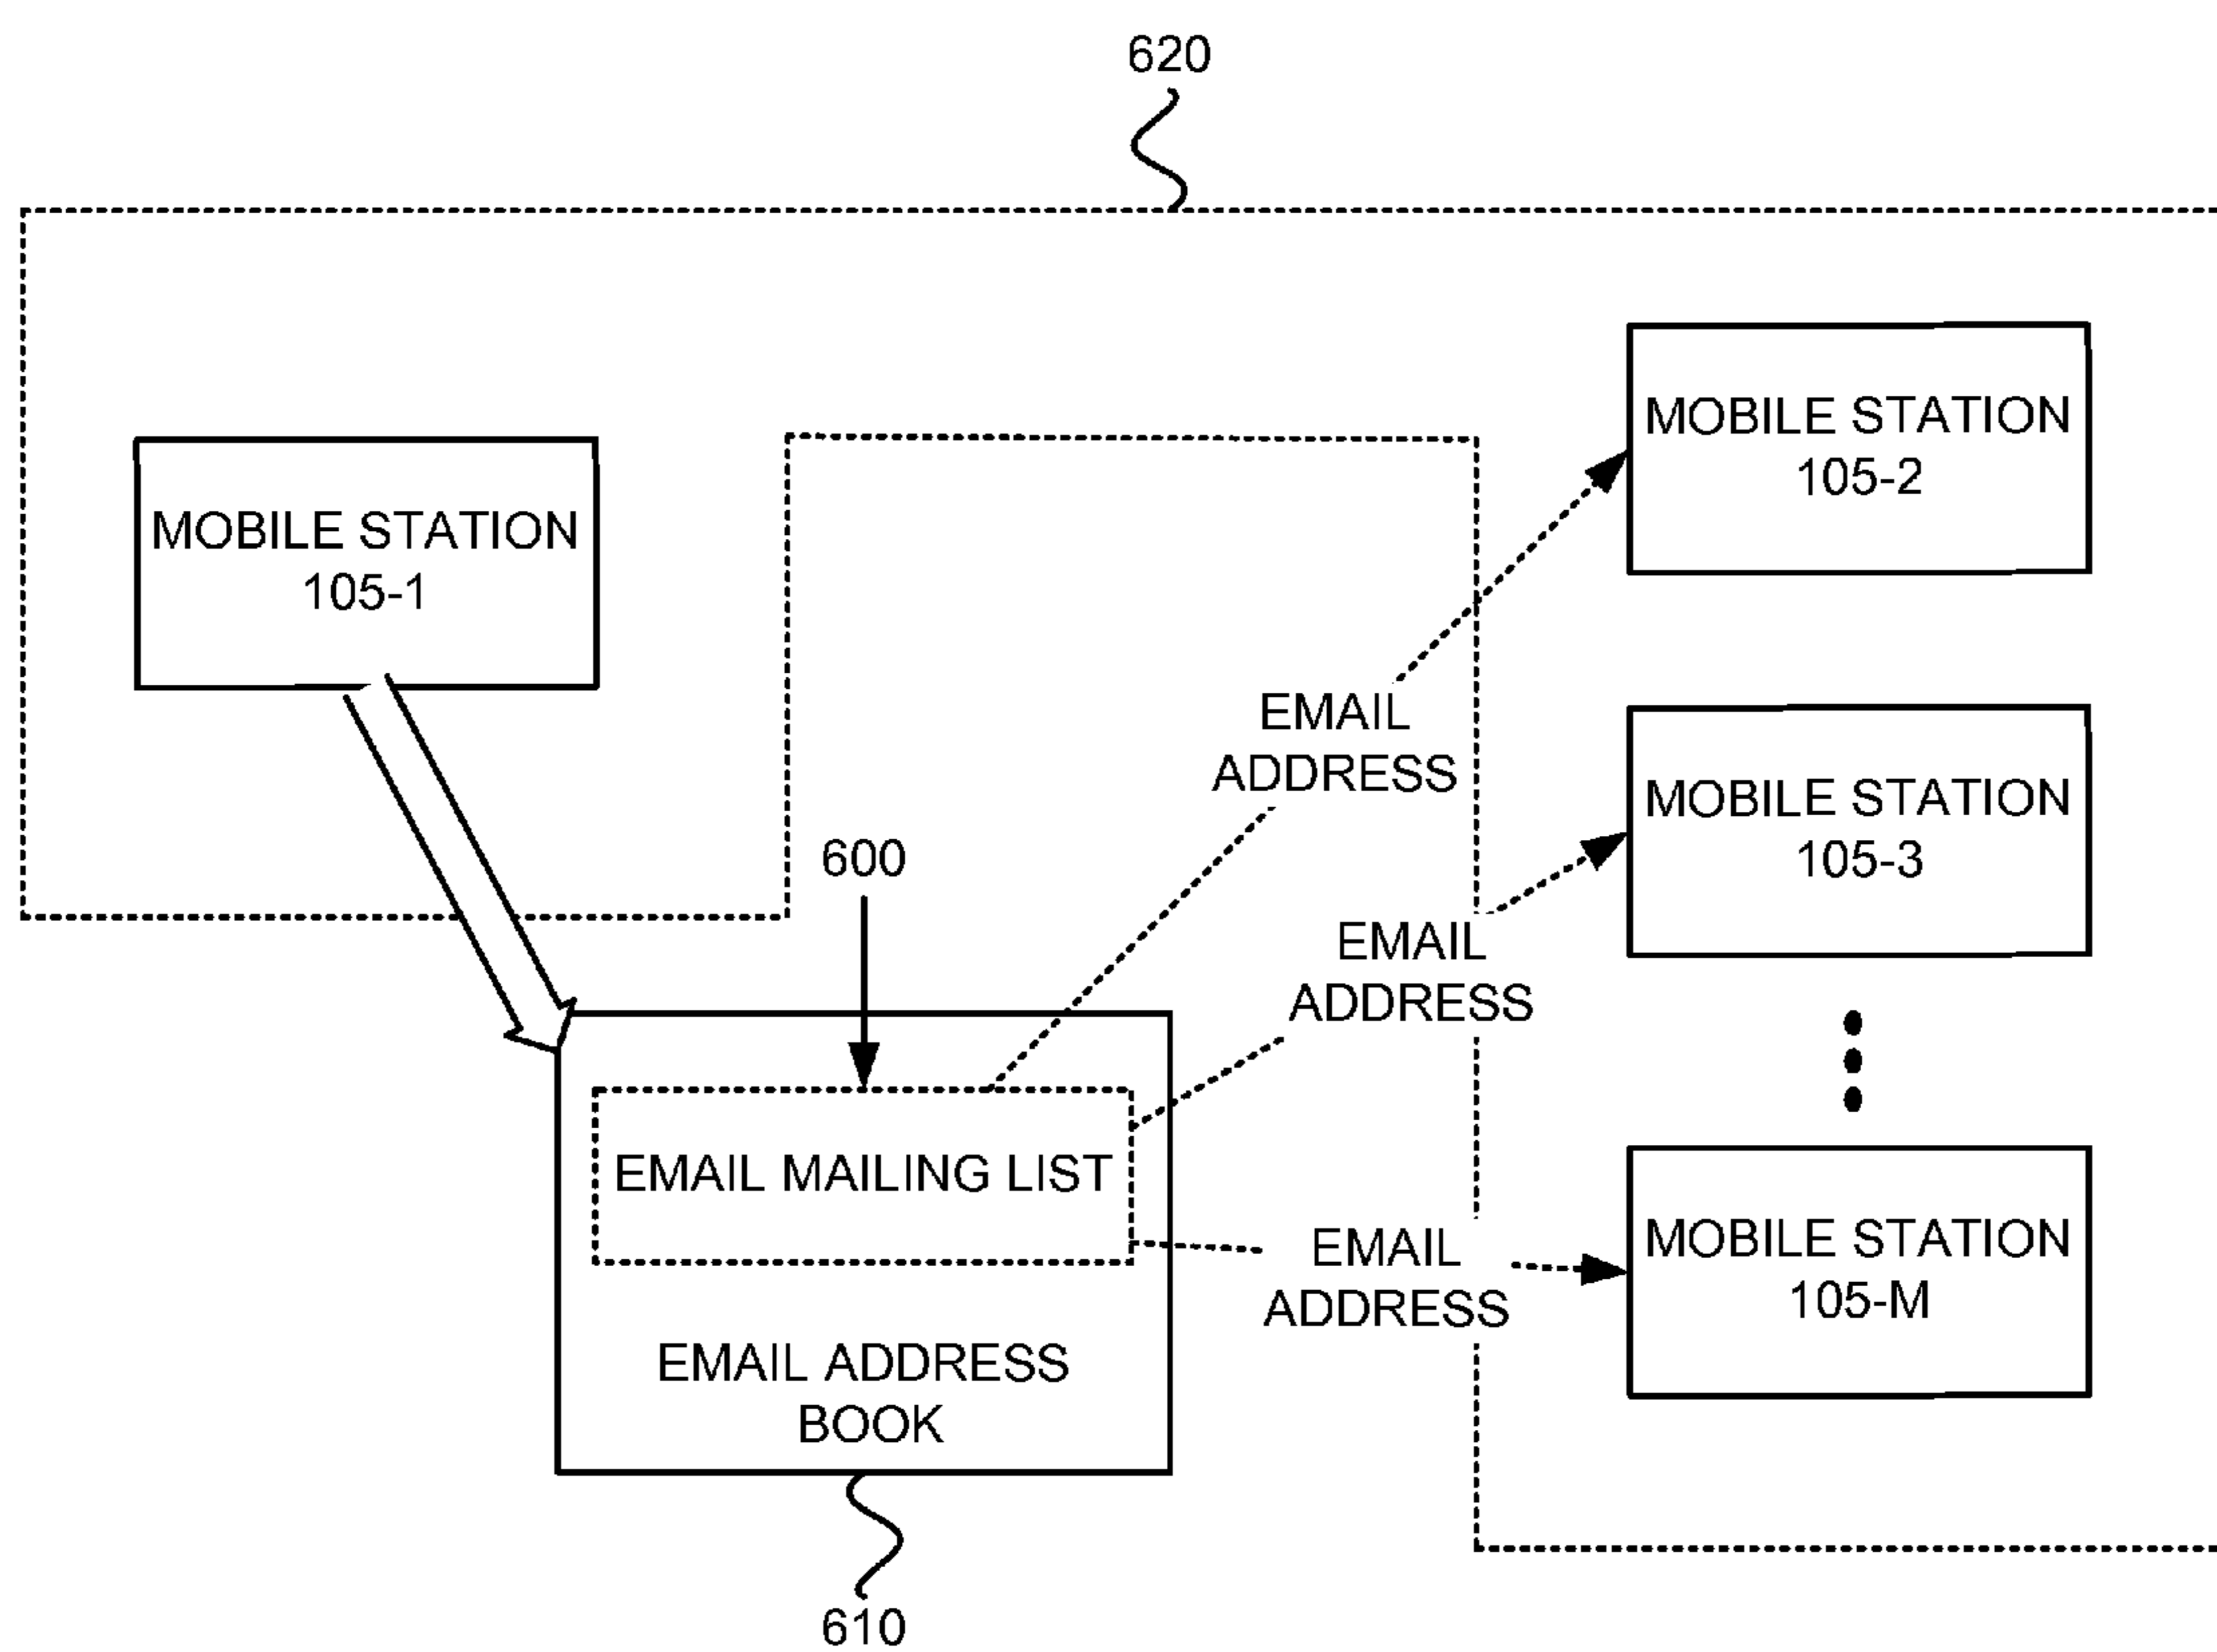 620
MOBILE STATION
105-1
MOBILE STATION
105-2
EMAIL
ADDRESS
MOBILE STATION
105-3
600
EMAIL
ADDRESS
EMAIL MAILING LIST
EMAIL
ADDRESS
MOBILE STATION
105-M
EMAIL ADDRESS
BOOK
610